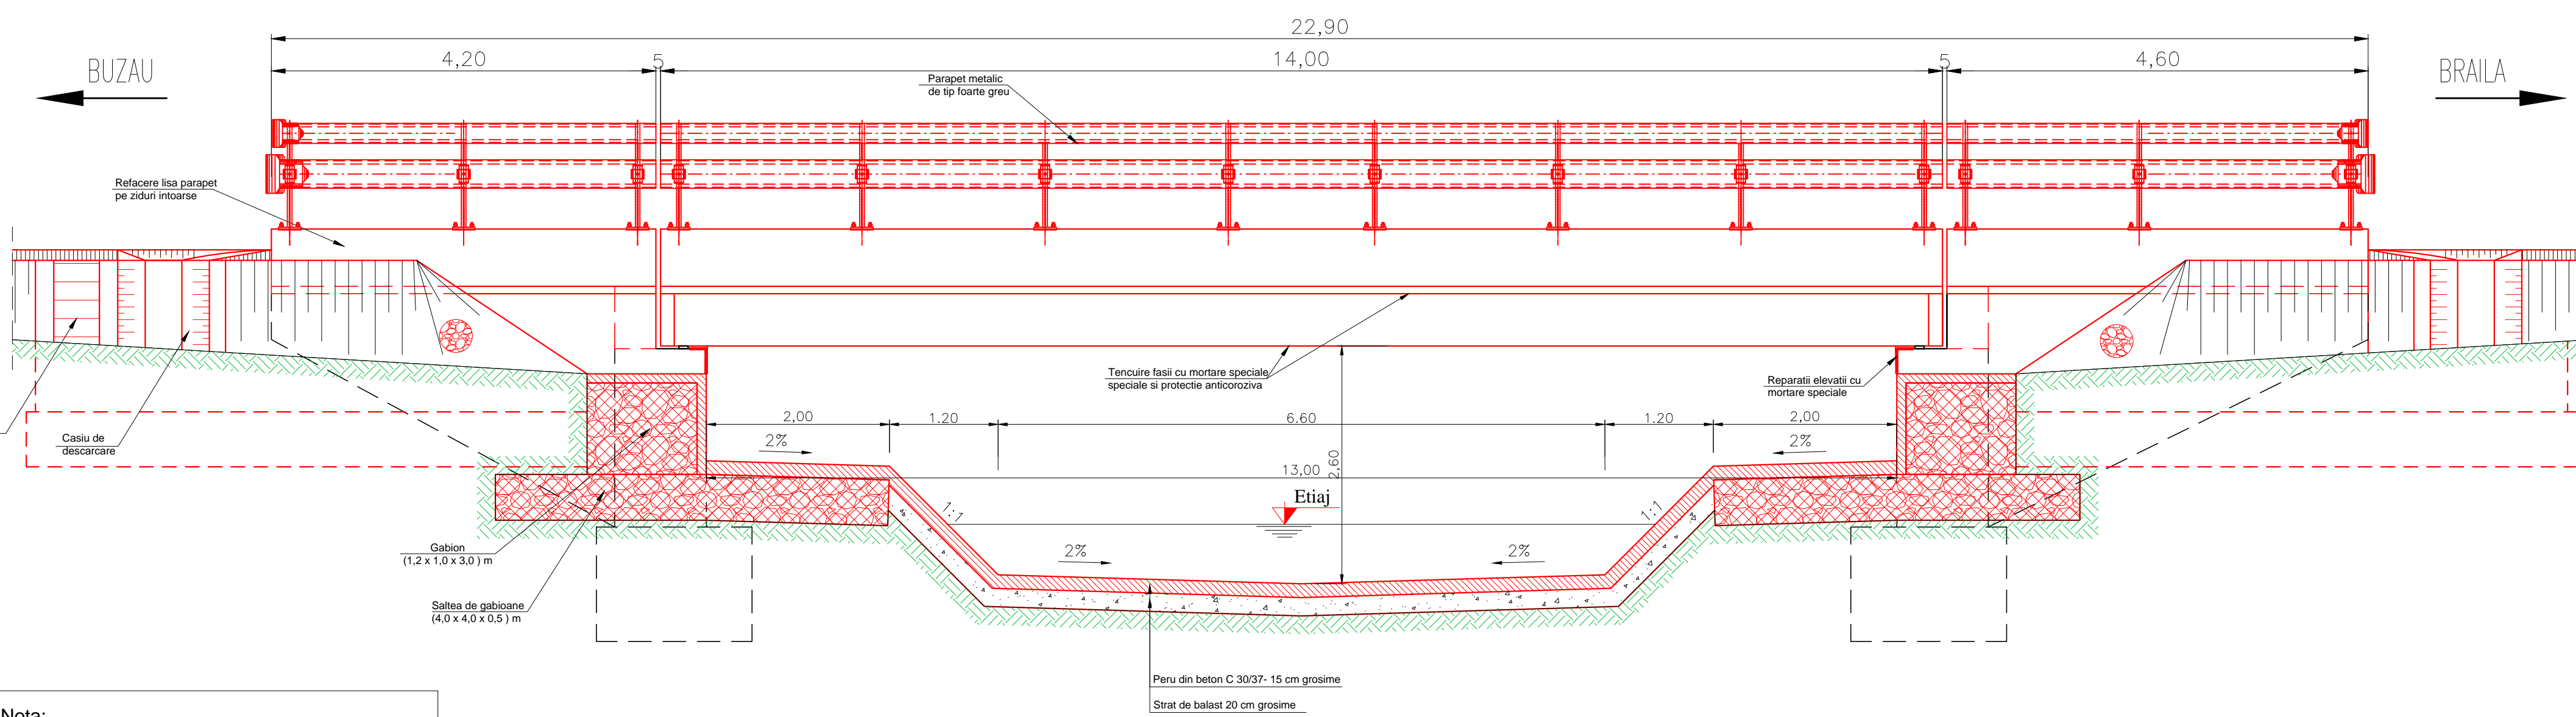 22,90
4,20
5
14,00
5
4,60
BUZAU
BRAILA
Parapet metalic
de tip foarte greu
Refacere lisa parapet
pe ziduri intoarse
Tencuire fasii cu mortare speciale
speciale si protectie anticoroziva
Reparatii elevatii cu
mortare speciale
2,00
1.20
6.60
1.20
2,00
2%
2%
Casiu de
descarcare
13,00
2,60
Etiaj
1:1
1:1
2%
2%
Gabion
(1,2 x 1,0 x 3,0 ) m
Saltea de gabioane
(4,0 x 4,0 x 0,5 ) m
Peru din beton C 30/37- 15 cm grosime
Strat de balast 20 cm grosime
Nota: